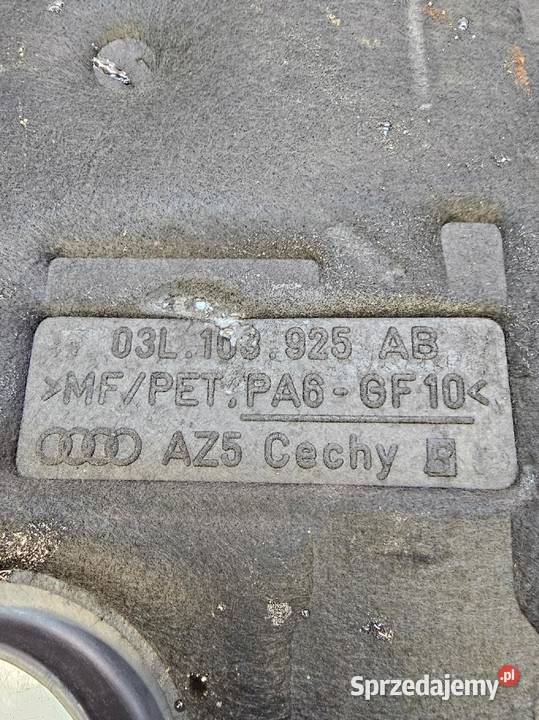 03L.103.925 AB
>MF/PET.PA6-GF10<
AZ5 Cechy B
Sprzedajemy.pl